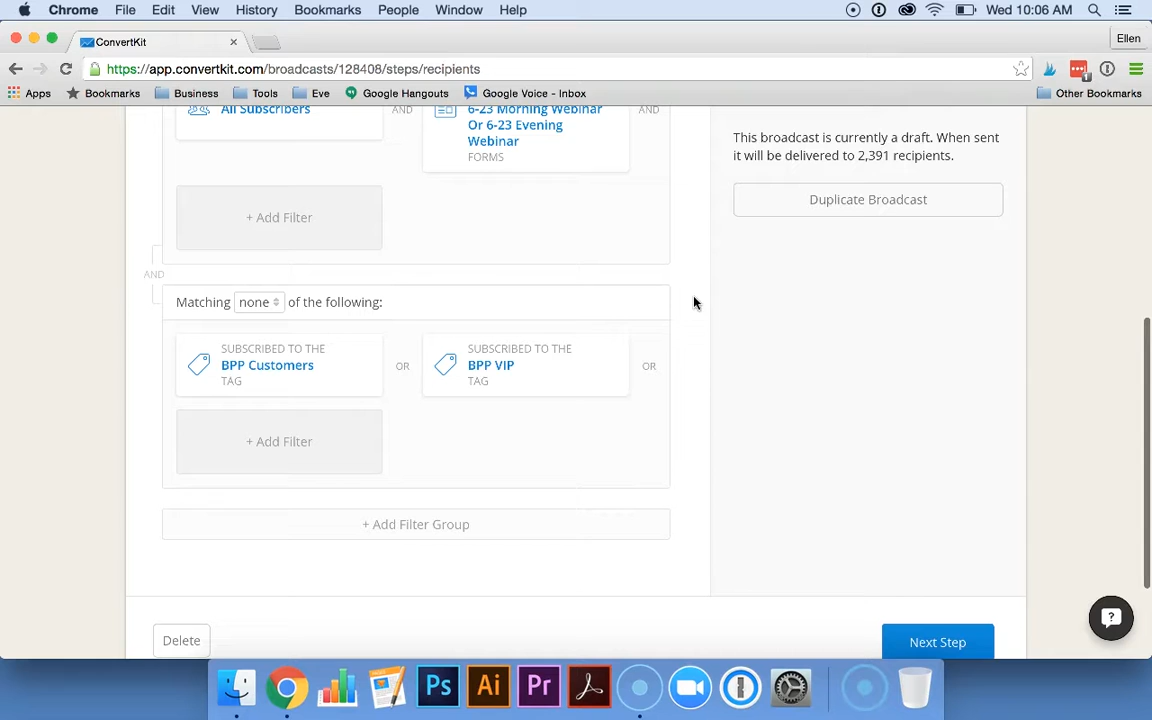 Chrome File Edit View History Bookmarks People Window Help Wed 10:06 AM
ConvertKit Ellen
https://app.convertkit.com/broadcasts/128408/steps/recipients
Apps Bookmarks Business Tools Eve Google Hangouts Google Voice - Inbox Other Bookmarks
All Subscribers AND 6-23 Morning Webinar AND
Or 6-23 Evening
Webinar
FORMS
+ Add Filter
This broadcast is currently a draft. When sent
it will be delivered to 2,391 recipients.
Duplicate Broadcast
AND
Matching none of the following:
SUBSCRIBED TO THE
BPP Customers
TAG
OR
SUBSCRIBED TO THE
BPP VIP
TAG
OR
+ Add Filter
+ Add Filter Group
Delete
Next Step
Ps Ai Pr